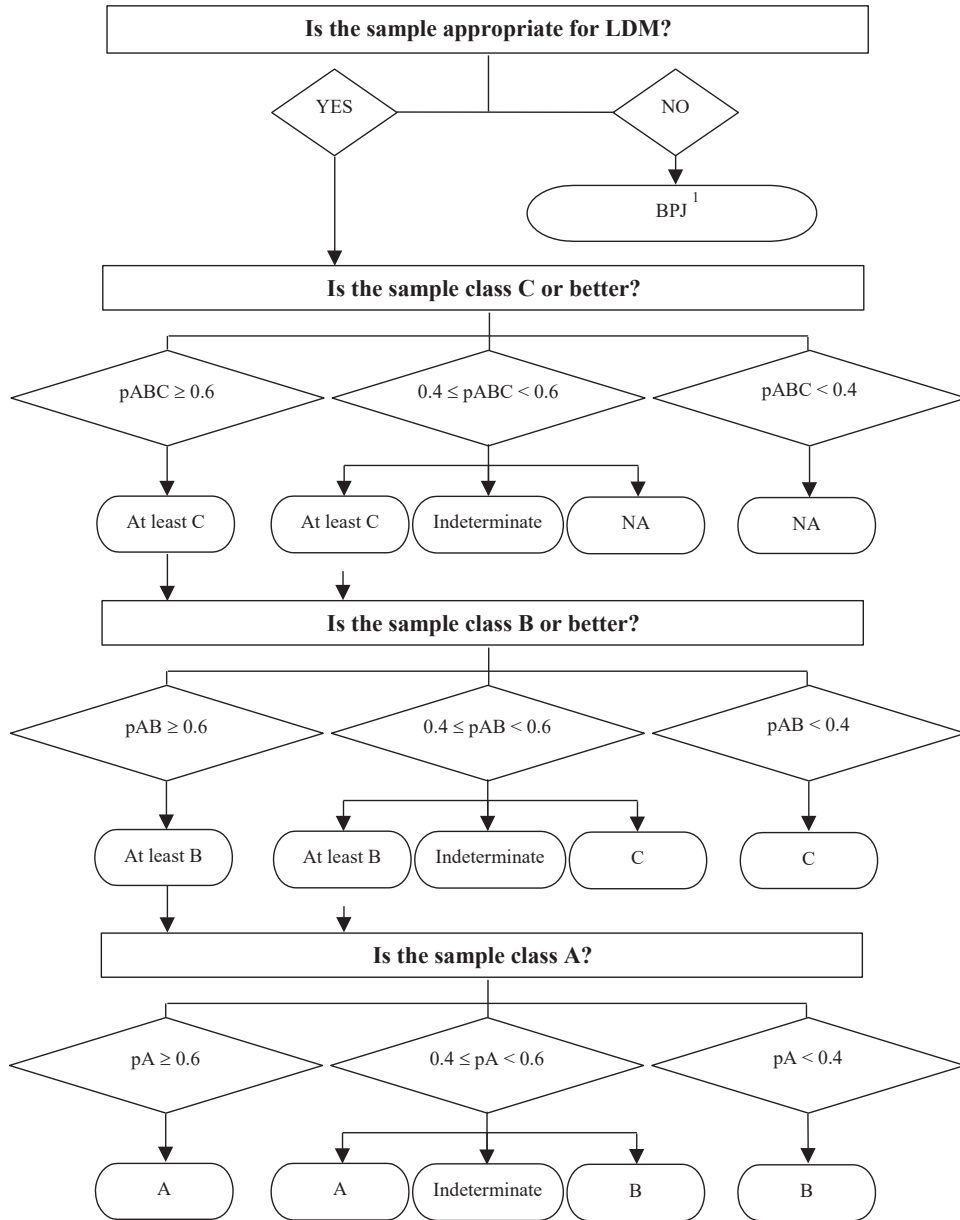 Is the sample appropriate for LDM?
YES
NO
BPJ 1
Is the sample class C or better?
pABC ≥ 0.6
0.4 ≤ pABC < 0.6
pABC < 0.4
At least C
At least C
Indeterminate
NA
NA
Is the sample class B or better?
pAB ≥ 0.6
0.4 ≤ pAB < 0.6
pAB < 0.4
At least B
At least B
Indeterminate
C
C
Is the sample class A?
pA ≥ 0.6
0.4 ≤ pA < 0.6
pA < 0.4
A
A
Indeterminate
B
B